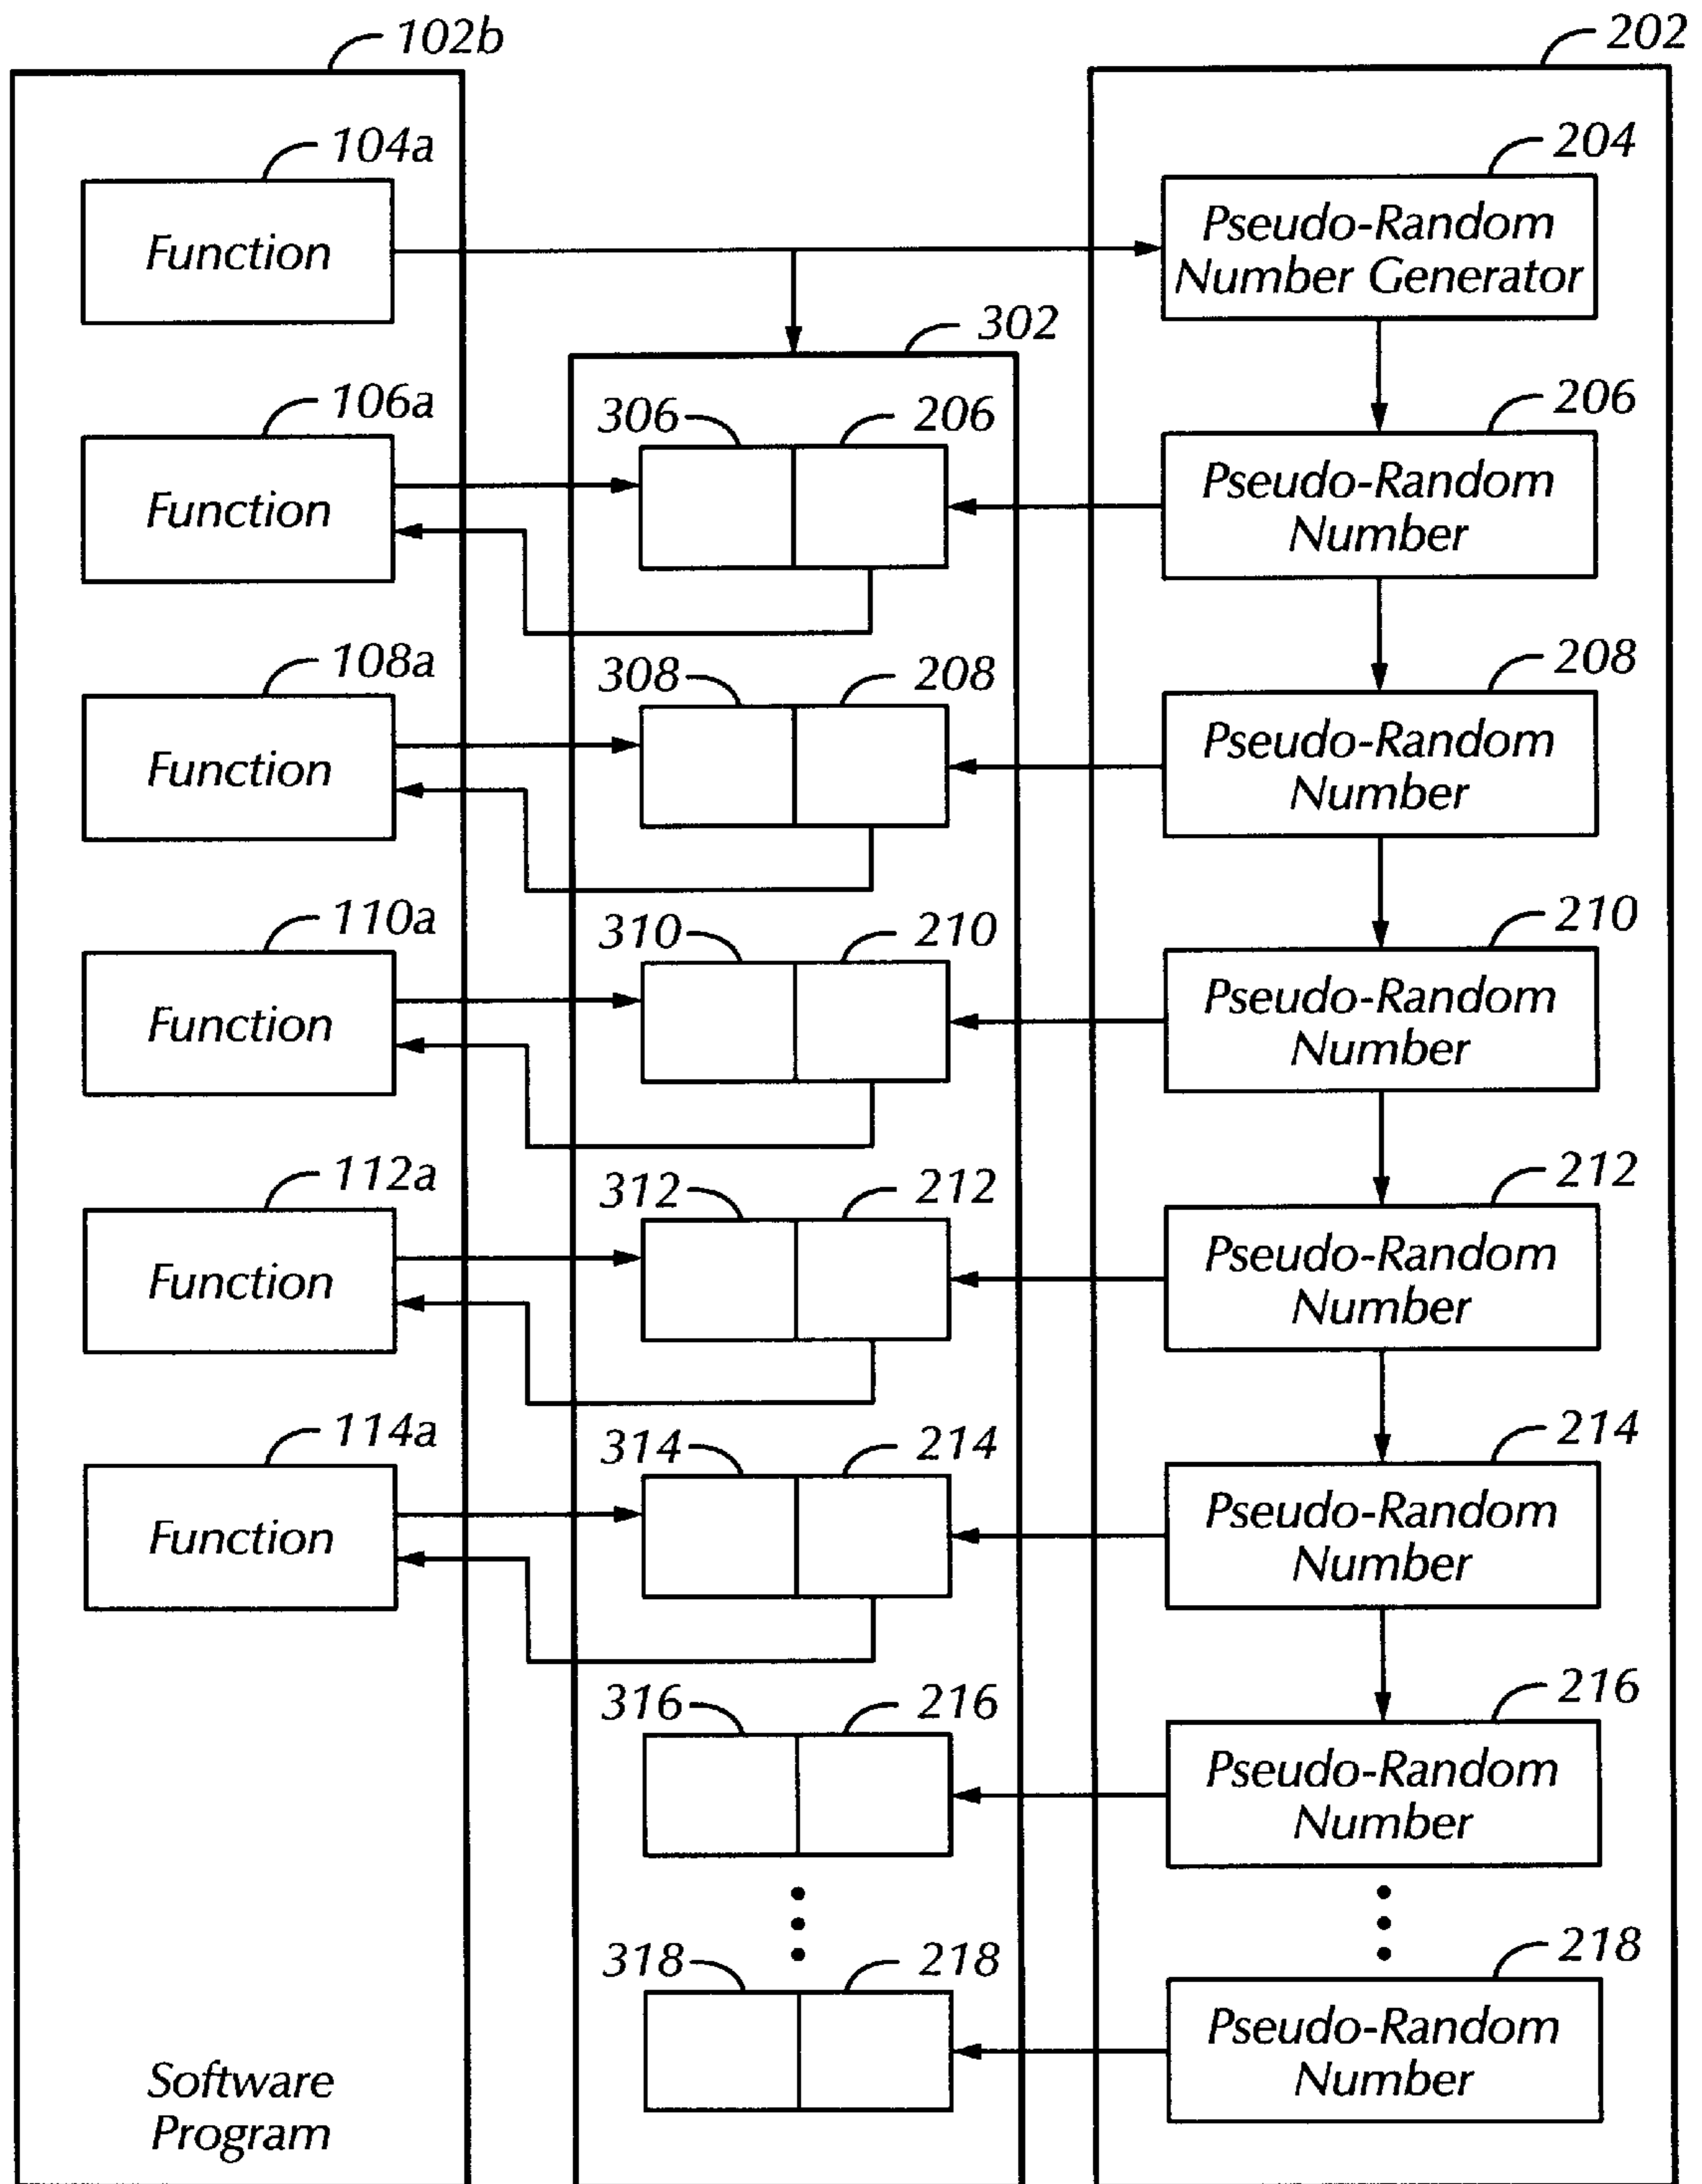 102b
202
104a
204
Function
Pseudo-Random
Number Generator
302
106a
306
206
206
Function
Pseudo-Random
Number
108a
308
208
208
Function
Pseudo-Random
Number
110a
310
210
210
Function
Pseudo-Random
Number
112a
312
212
212
Function
Pseudo-Random
Number
114a
314
214
214
Function
Pseudo-Random
Number
316
216
216
Pseudo-Random
Number
318
218
218
Pseudo-Random
Number
Software
Program